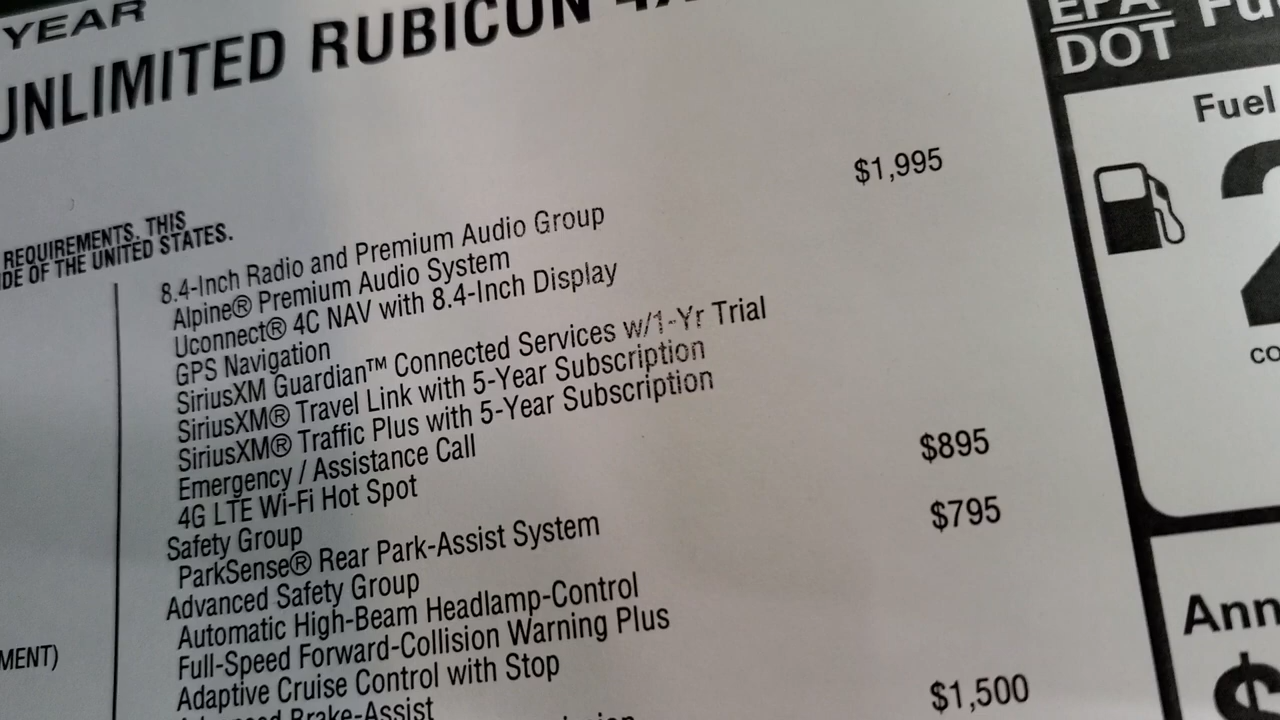 YEAR
UNLIMITED RUBICON
REQUIREMENTS. THIS
OF THE UNITED STATES.
MENT)
8.4-Inch Radio and Premium Audio Group $1,995
Alpine® Premium Audio System
Uconnect® 4C NAV with 8.4-Inch Display
GPS Navigation
SiriusXM Guardian™ Connected Services w/1-Yr Trial
SiriusXM® Travel Link with 5-Year Subscription
SiriusXM® Traffic Plus with 5-Year Subscription
Emergency / Assistance Call
4G LTE Wi-Fi Hot Spot
Safety Group $895
ParkSense® Rear Park-Assist System
Advanced Safety Group $795
Automatic High-Beam Headlamp-Control
Full-Speed Forward-Collision Warning Plus
Adaptive Cruise Control with Stop
Brake-Assist
$1,500
EPA
DOT
Fuel